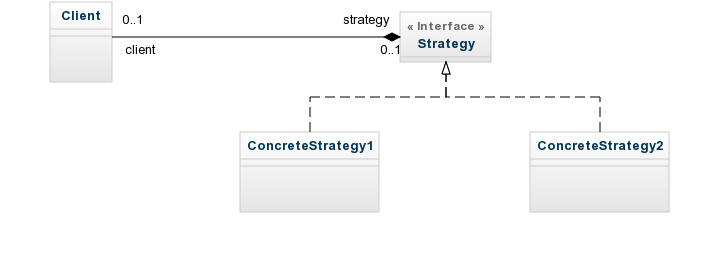 Client
0..1
strategy
client
0..1
« Interface »
Strategy
ConcreteStrategy1
ConcreteStrategy2